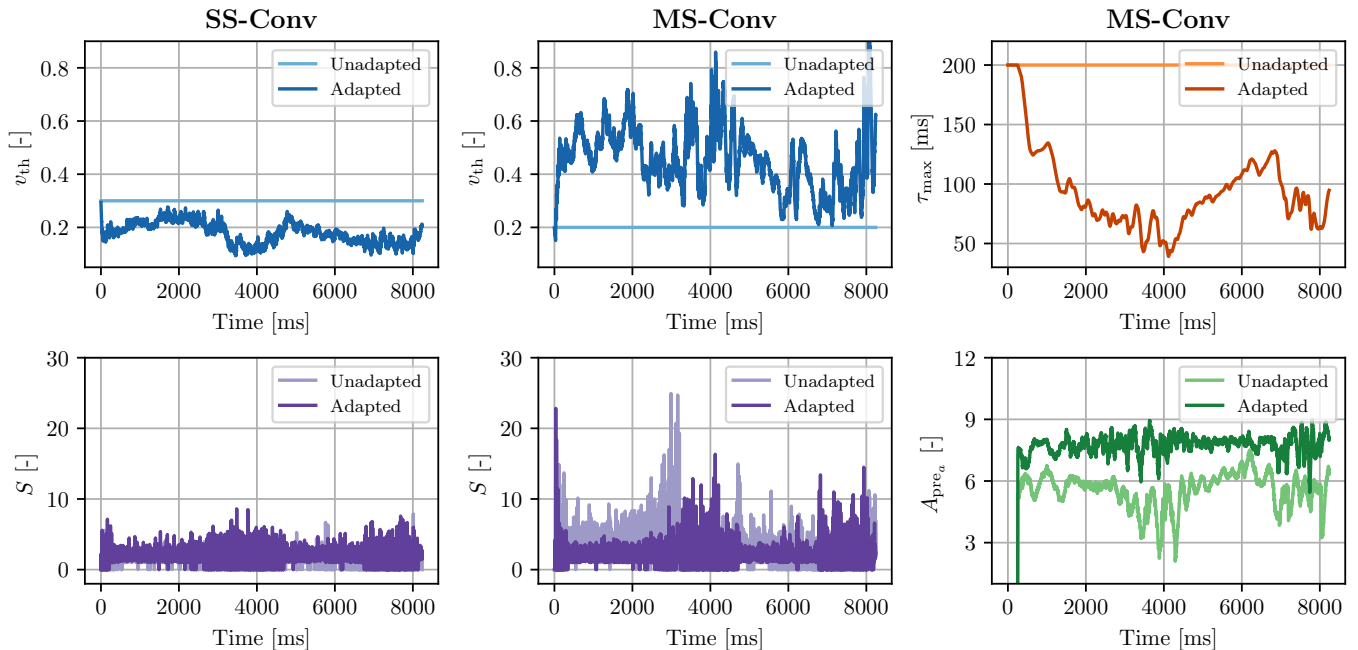 SS-Conv
MS-Conv
MS-Conv
Unadapted
Adapted
0.8
0.6
0.4
0.2
v_th [-]
0 2000 4000 6000 8000
Time [ms]
Unadapted
Adapted
0.8
0.6
0.4
0.2
v_th [-]
0 2000 4000 6000 8000
Time [ms]
Unadapted
Adapted
200
150
100
50
τ_max [ms]
0 2000 4000 6000 8000
Time [ms]
Unadapted
Adapted
30
20
10
0
S [-]
0 2000 4000 6000 8000
Time [ms]
Unadapted
Adapted
30
20
10
0
S [-]
0 2000 4000 6000 8000
Time [ms]
Unadapted
Adapted
12
9
6
3
A_pre_a [-]
0 2000 4000 6000 8000
Time [ms]